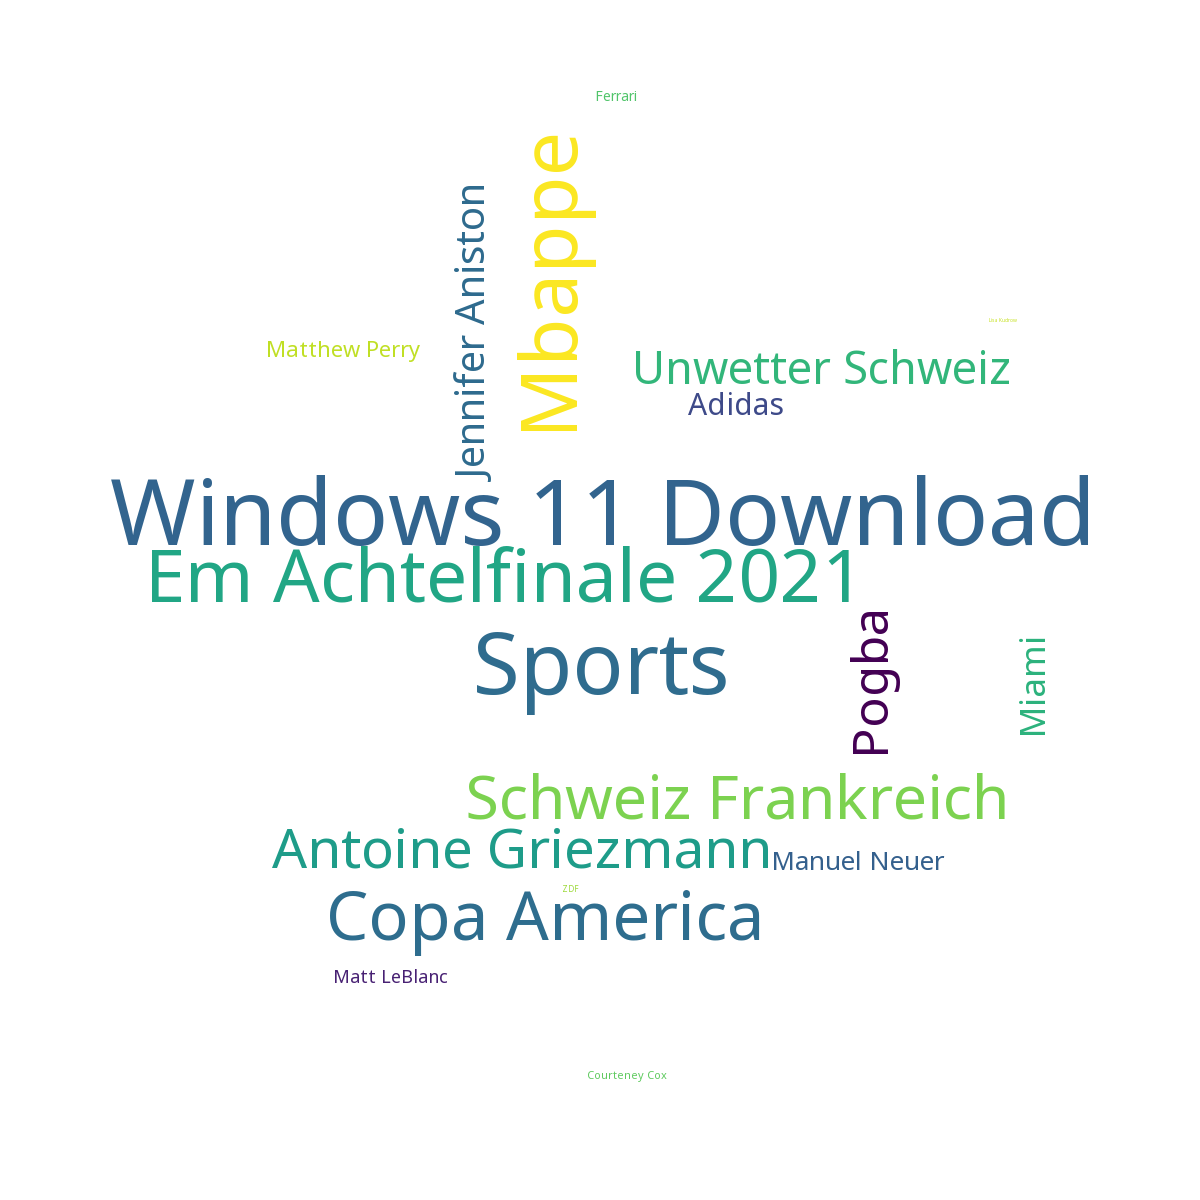 Ferrari
Mbappe
Jennifer Aniston
Matthew Perry
Unwetter Schweiz
Adidas
Windows 11 Download
Em Achtelfinale 2021
Sports
Pogba
Miami
Schweiz Frankreich
Antoine Griezmann
Manuel Neuer
ZDF
Copa America
Matt LeBlanc
Courteney Cox